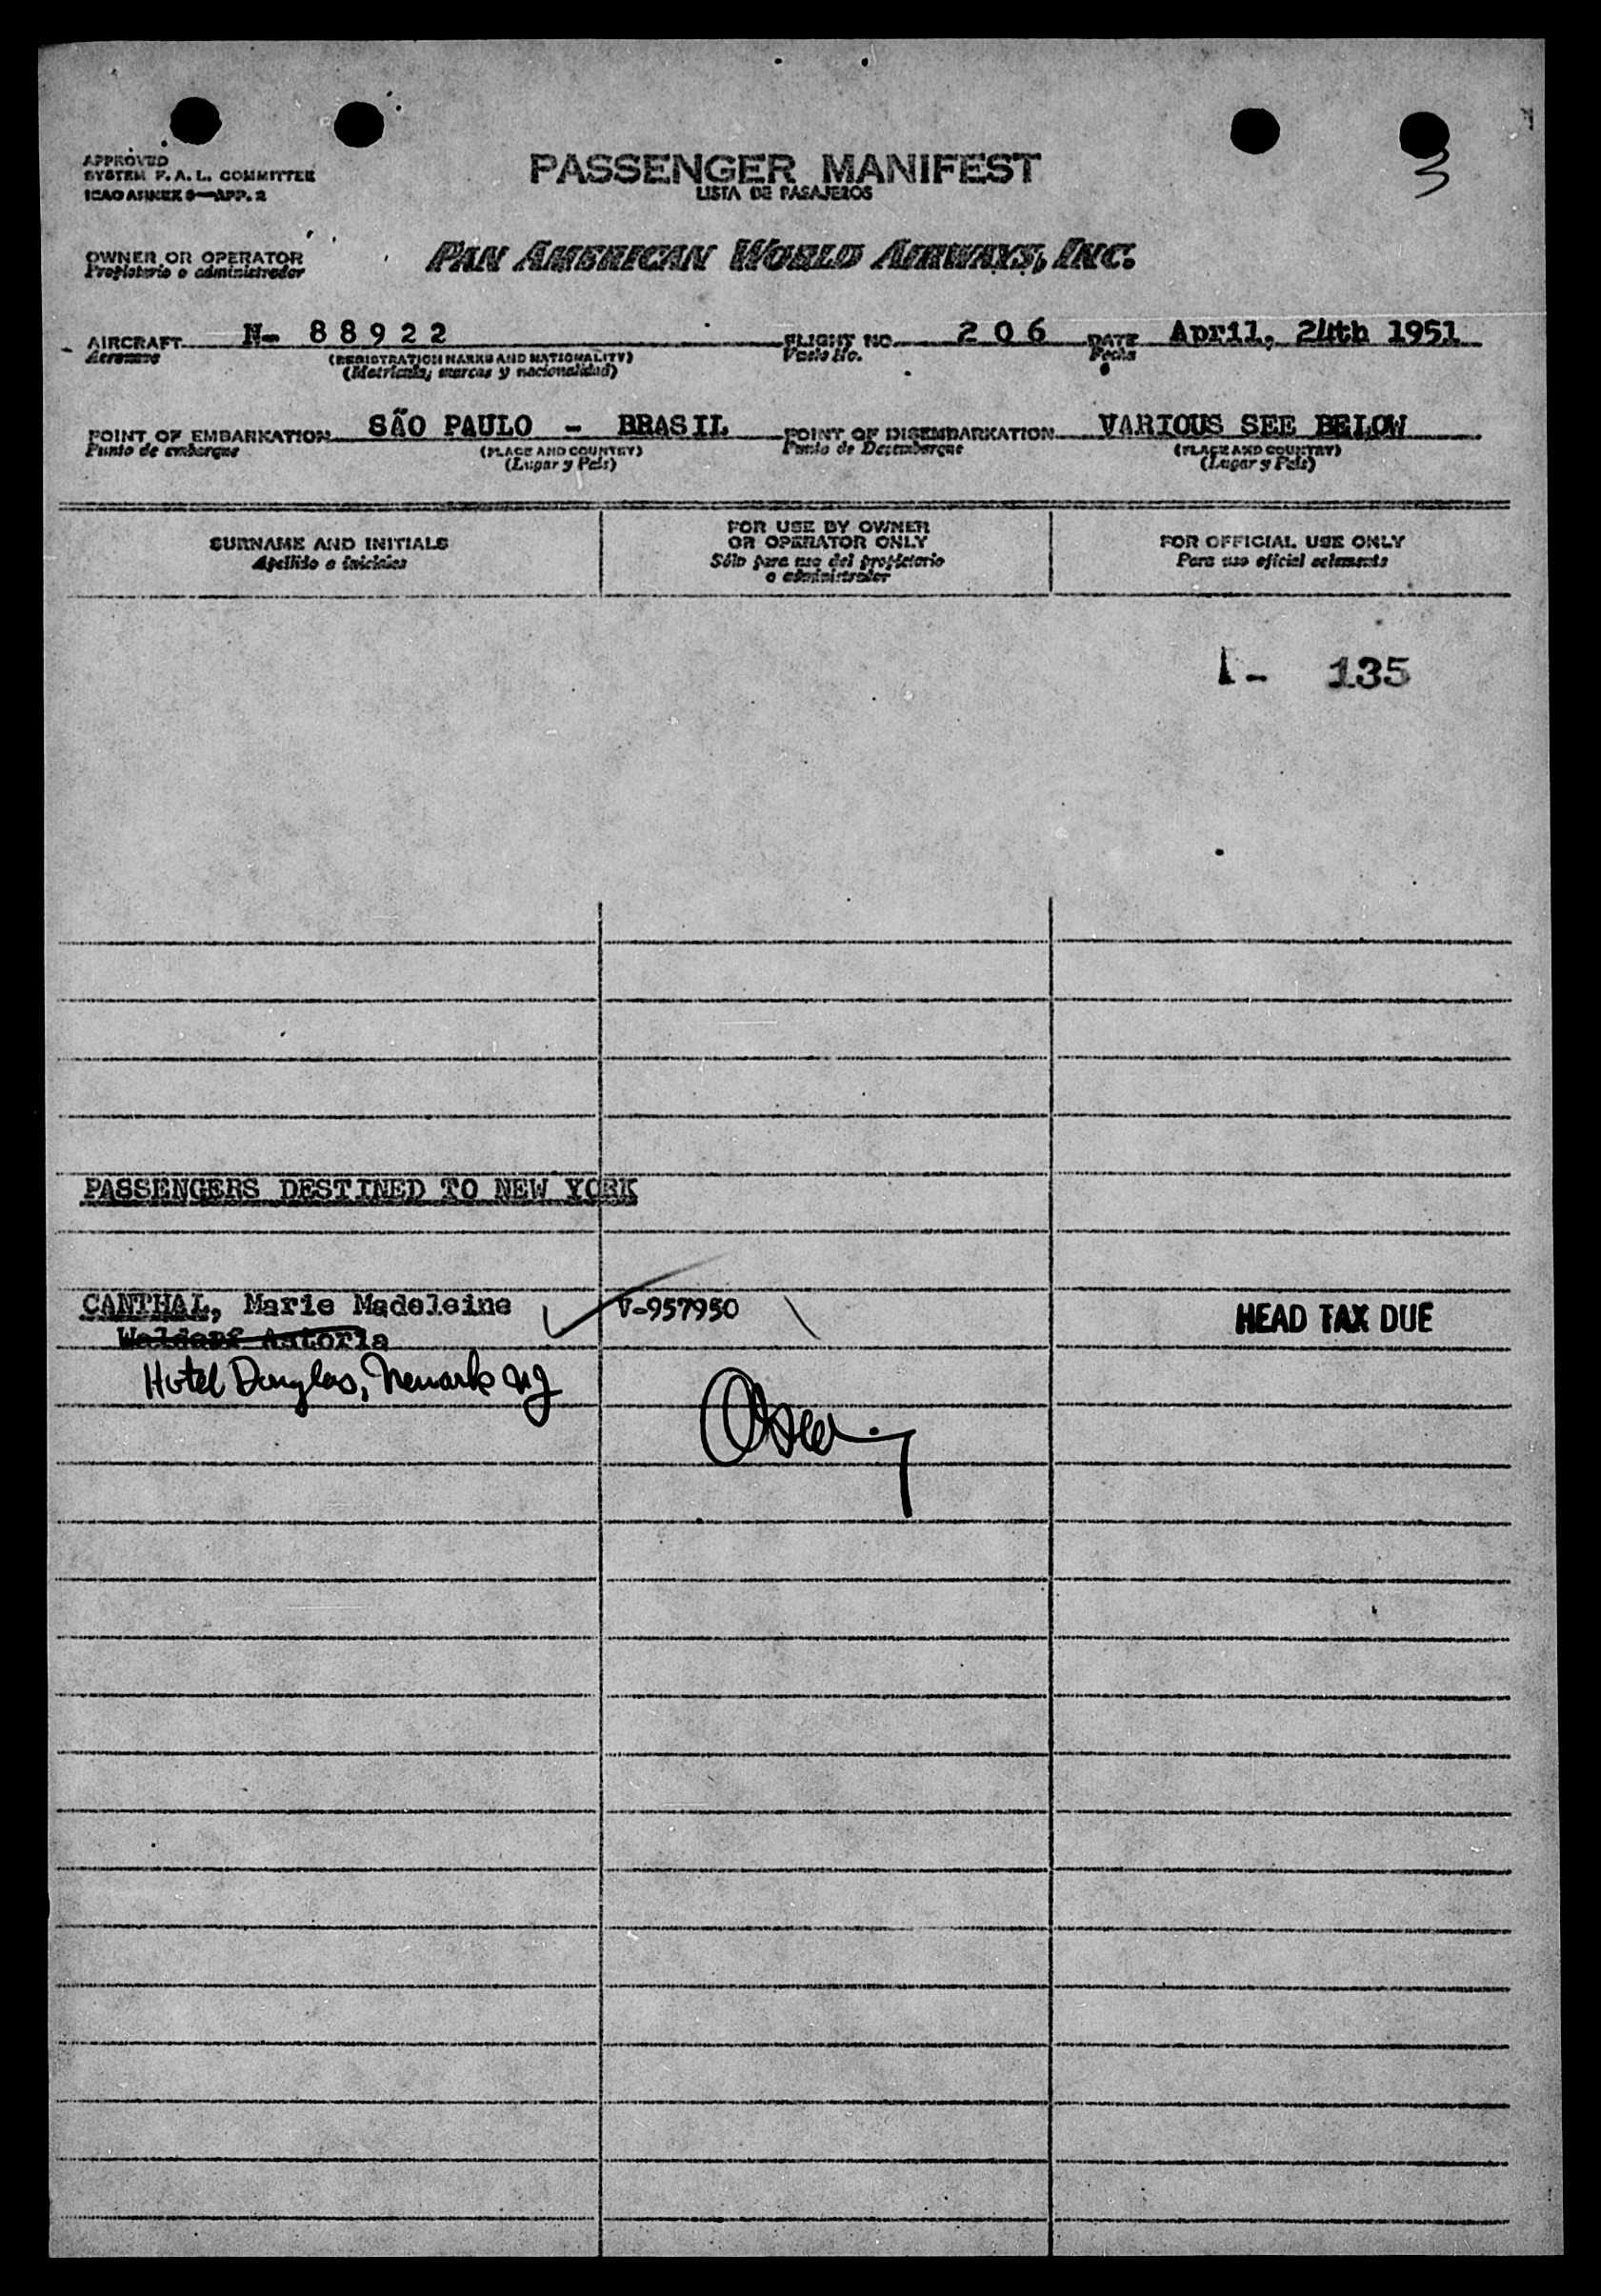 3
APPROVED
SYSTEM F. A. L. COMMITTEE
ICAO ANNEX 9—APP. 2
PASSENGER MANIFEST
LISTA DE PASAJEROS
OWNER OR OPERATOR
Propietario o administrador
PAN AMERICAN WORLD AIRWAYS, INC.
AIRCRAFT N- 88922 FLIGHT NO. 206 DATE April, 24th 1951
Aeronave (REGISTRATION MARKS AND NATIONALITY) Vuelo No. Fecha
(Matricula, marcas y nacionalidad)
POINT OF EMBARKATION SÃO PAULO - BRASIL POINT OF DISEMBARKATION VARIOUS SEE BELOW
Punto de embarque (PLACE AND COUNTRY) Punto de Desembarque (PLACE AND COUNTRY)
(Lugar y País) (Lugar y País)
SURNAME AND INITIALS
Apellido e iniciales
FOR USE BY OWNER
OR OPERATOR ONLY
Sólo para uso del propietario
o administrador
FOR OFFICIAL USE ONLY
Para uso oficial solamente
1- 135
PASSENGERS DESTINED TO NEW YORK
CANTHAL, Marie Madeleine V-957950 HEAD TAX DUE
Waldorf Astoria
Hotel Douglas, Newark NJ